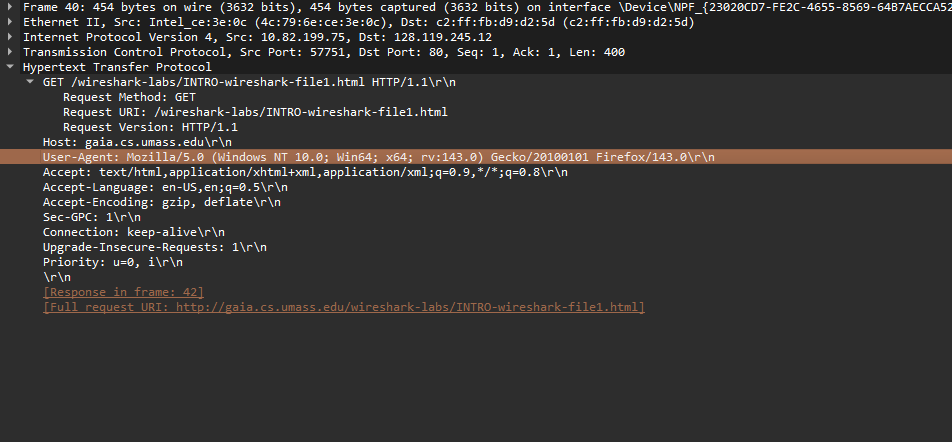 Frame 40: 454 bytes on wire (3632 bits), 454 bytes captured (3632 bits) on interface \Device\NPF_{23020CD7-FE2C-4655-8569-64B7AECCA52
Ethernet II, Src: Intel_ce:3e:0c (4c:79:6e:ce:3e:0c), Dst: c2:ff:fb:d9:d2:5d (c2:ff:fb:d9:d2:5d)
Internet Protocol Version 4, Src: 10.82.199.75, Dst: 128.119.245.12
Transmission Control Protocol, Src Port: 57751, Dst Port: 80, Seq: 1, Ack: 1, Len: 400
Hypertext Transfer Protocol
GET /wireshark-labs/INTRO-wireshark-file1.html HTTP/1.1\r\n
Request Method: GET
Request URI: /wireshark-labs/INTRO-wireshark-file1.html
Request Version: HTTP/1.1
Host: gaia.cs.umass.edu\r\n
User-Agent: Mozilla/5.0 (Windows NT 10.0; Win64; x64; rv:143.0) Gecko/20100101 Firefox/143.0\r\n
Accept: text/html,application/xhtml+xml,application/xml;q=0.9,*/*;q=0.8\r\n
Accept-Language: en-US,en;q=0.5\r\n
Accept-Encoding: gzip, deflate\r\n
Sec-GPC: 1\r\n
Connection: keep-alive\r\n
Upgrade-Insecure-Requests: 1\r\n
Priority: u=0, i\r\n
\r\n
[Response in frame: 42]
[Full request URI: http://gaia.cs.umass.edu/wireshark-labs/INTRO-wireshark-file1.html]